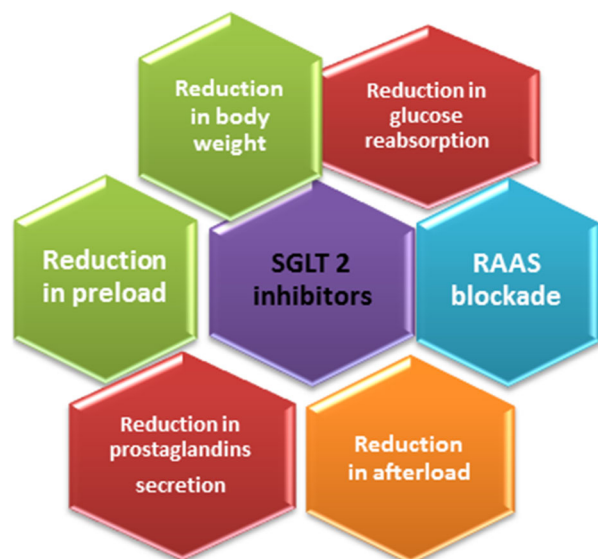 Reduction
in body
weight
Reduction in
glucose
reabsorption
Reduction
in preload
SGLT 2
inhibitors
RAAS
blockade
Reduction in
prostaglandins
secretion
Reduction
in afterload